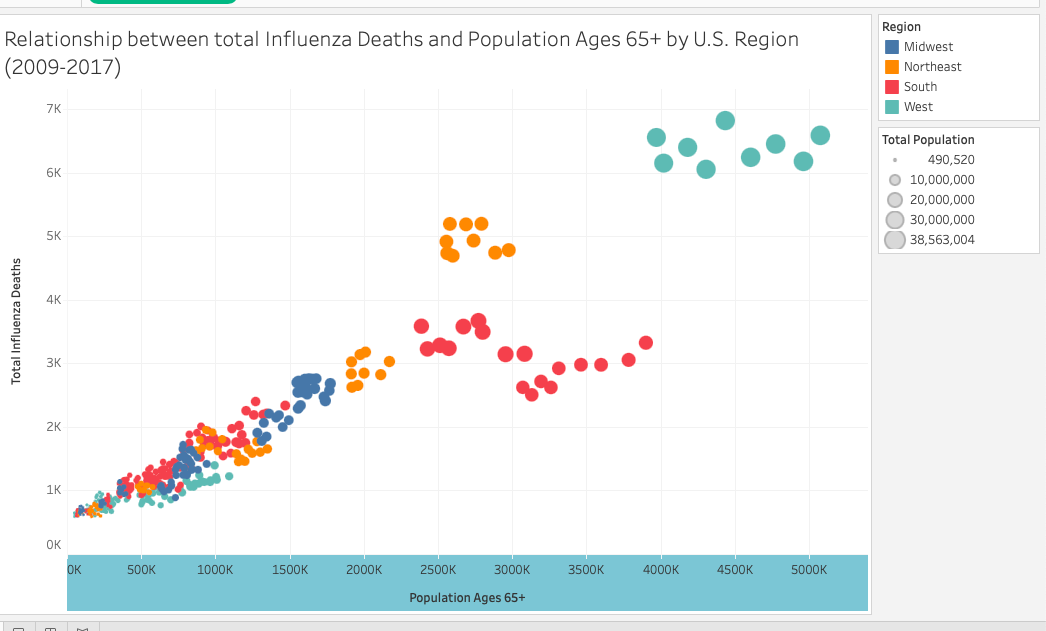 Relationship between total Influenza Deaths and Population Ages 65+ by U.S. Region
(2009-2017)
Total Influenza Deaths
7K
6K
5K
4K
3K
2K
1K
0K
0K 500K 1000K 1500K 2000K 2500K 3000K 3500K 4000K 4500K 5000K
Population Ages 65+
Region
Midwest
Northeast
South
West
Total Population
490,520
10,000,000
20,000,000
30,000,000
38,563,004